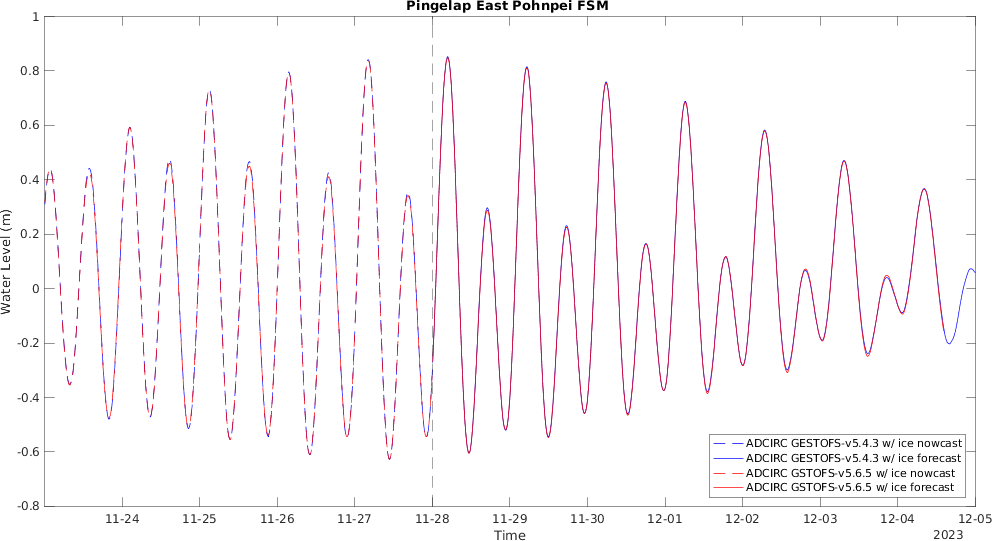 Pingelap East Pohnpei FSM
1
0.8
0.6
0.4
0.2
0
-0.2
-0.4
-0.6
-0.8
Water Level (m)
ADCIRC GESTOFS-v5.4.3 w/ ice nowcast
ADCIRC GSTOFS-v5.4.3 w/ ice forecast
ADCIRC GSTOFS-v5.6.5 w/ ice nowcast
ADCIRC GSTOFS-v5.6.5 w/ ice forecast
11-24 11-25 11-26 11-27 11-28 11-29 11-30 12-01 12-02 12-03 12-04 12-05
Time
2023